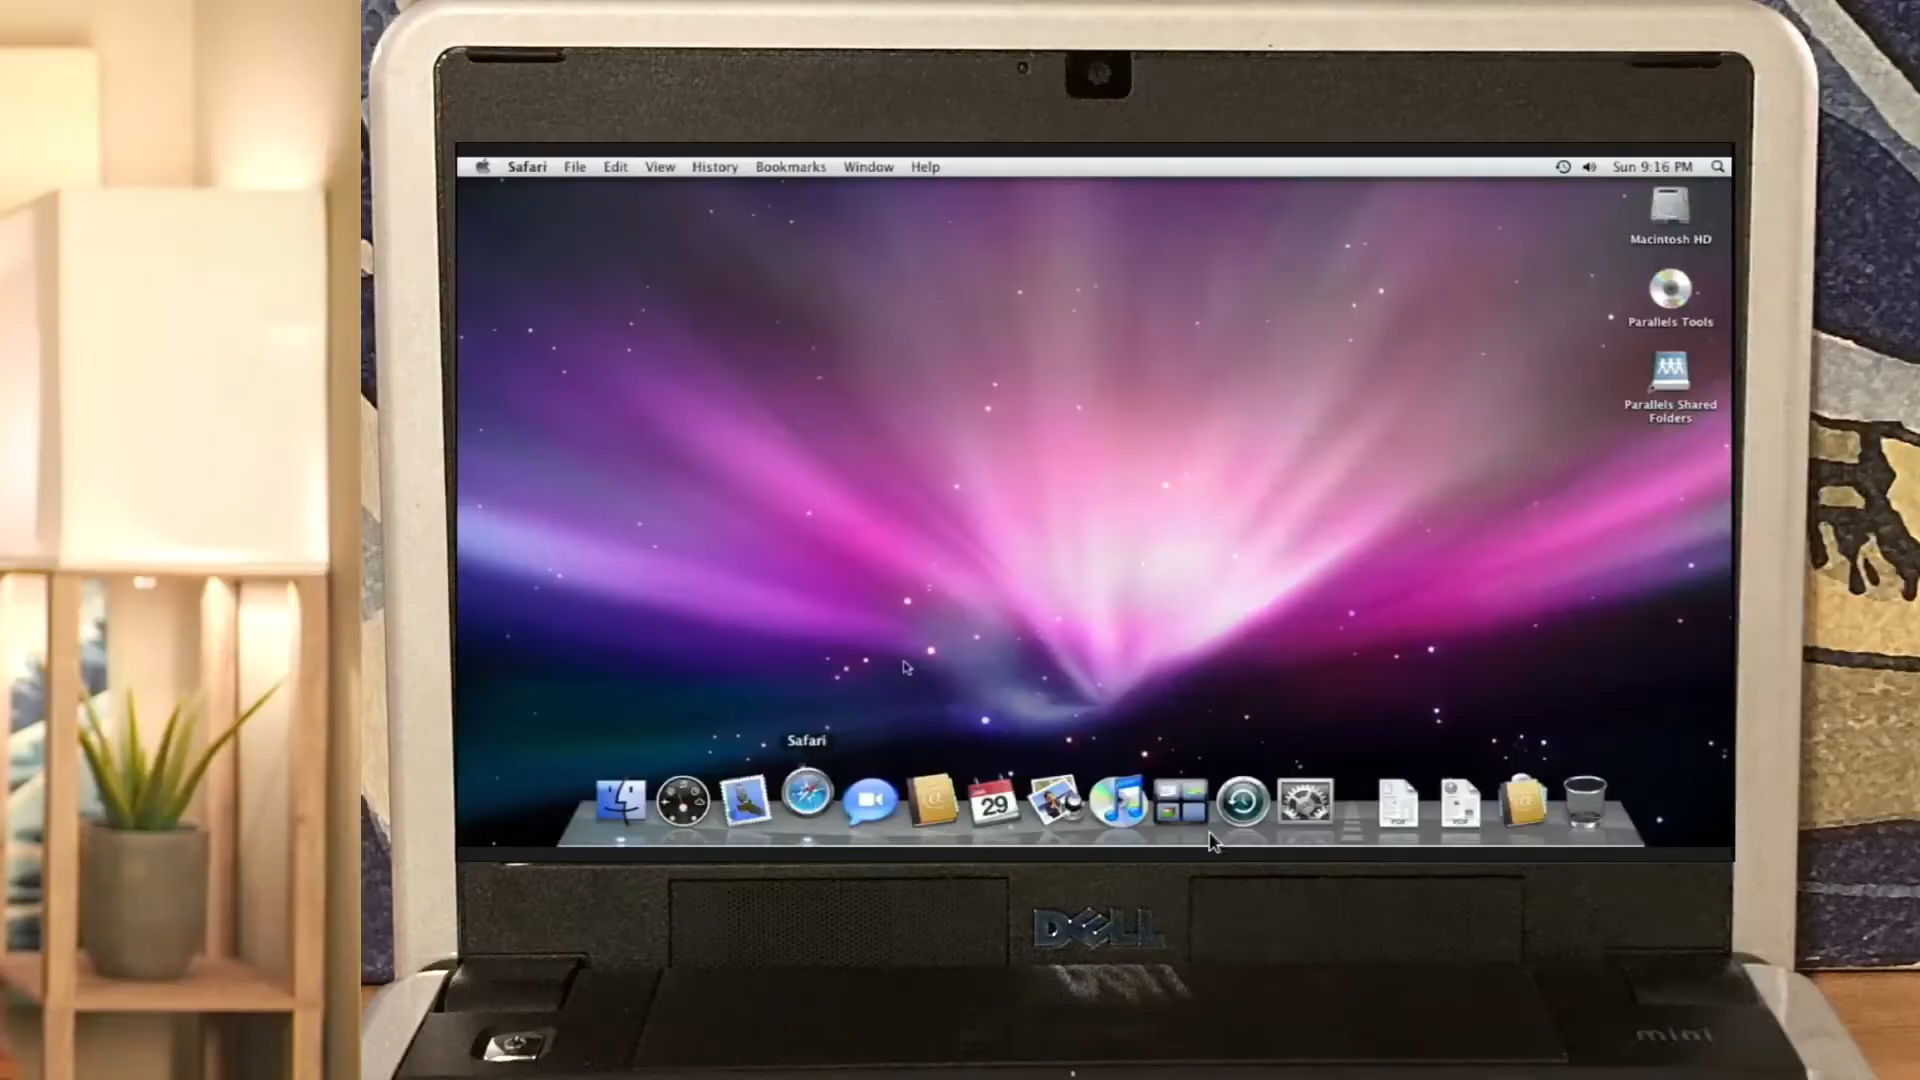 Safari File Edit View History Bookmarks Window Help Sun 9:16 PM
Macintosh HD
Parallels Tools
Parallels Shared
Folders
Safari
29
DELL
mini